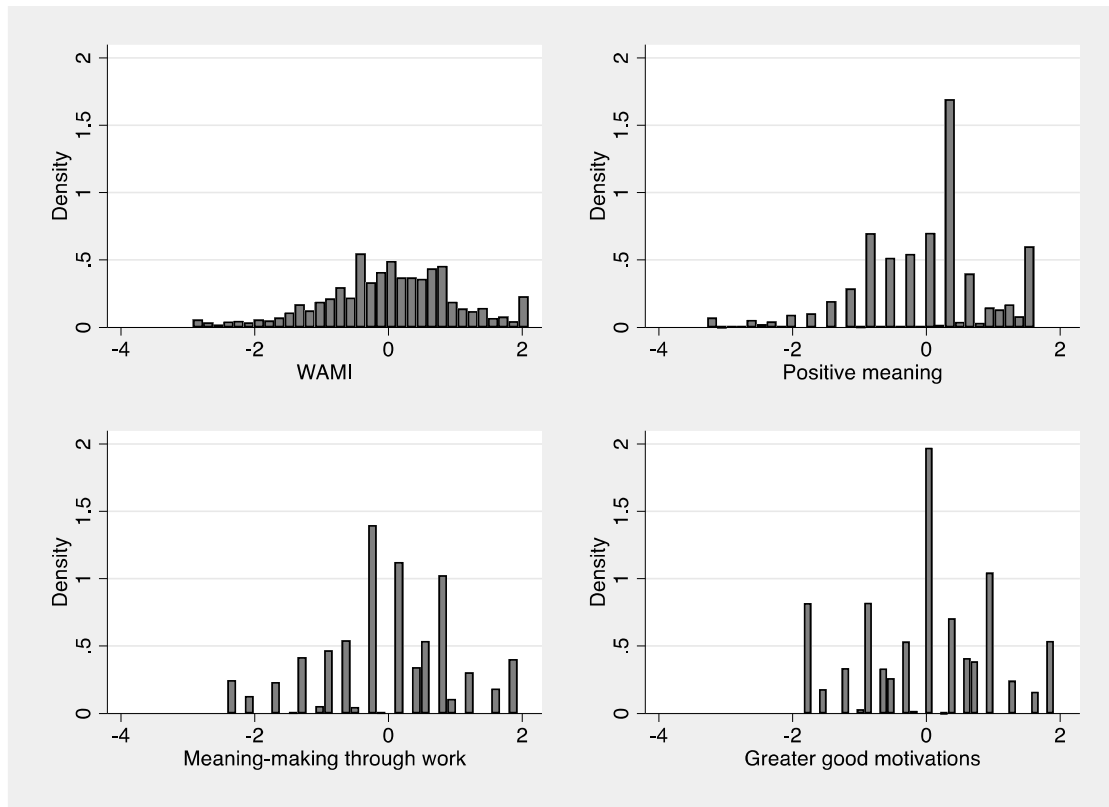 Density
0 .5 1 1.5 2
-4 -2 0 2
WAMI
Density
0 .5 1 1.5 2
-4 -2 0 2
Positive meaning
Density
0 .5 1 1.5 2
-4 -2 0 2
Meaning-making through work
Density
0 .5 1 1.5 2
-4 -2 0 2
Greater good motivations